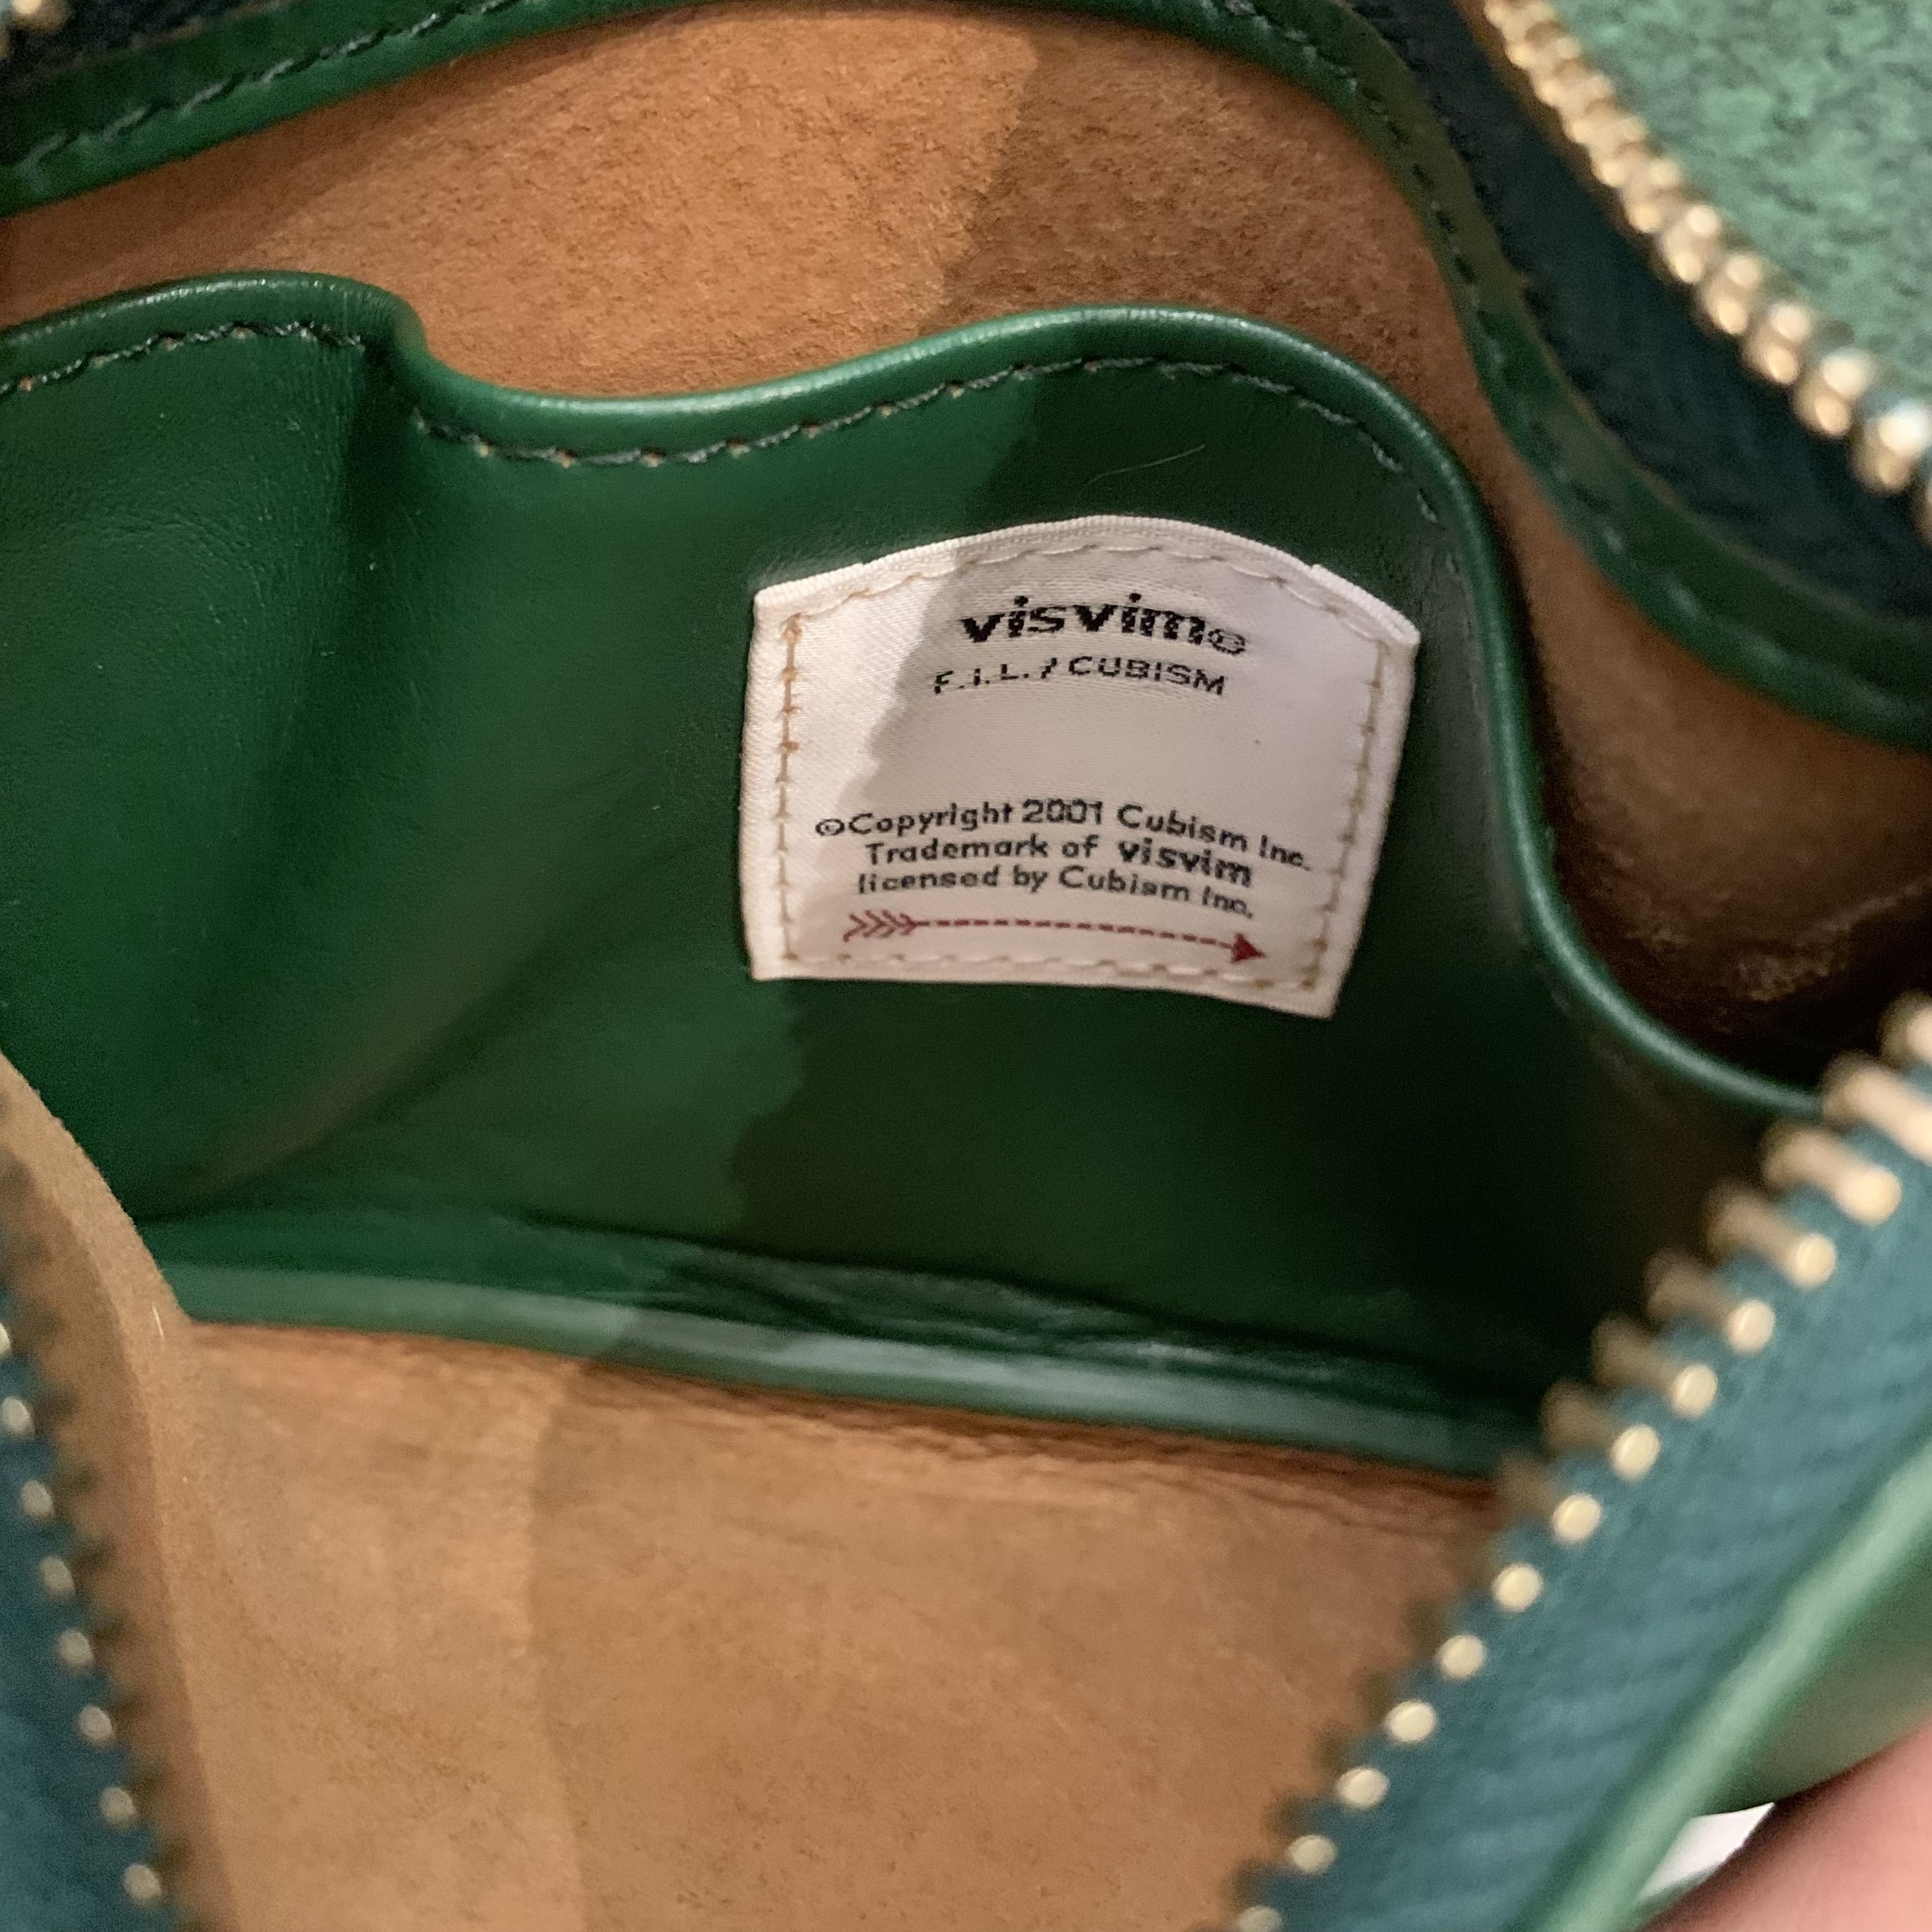 visvim®
F.I.L. / CUBISM
©Copyright 2001 Cubism Inc.
Trademark of visvim
licensed by Cubism Inc.